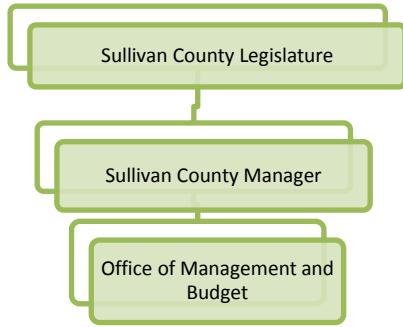 Sullivan County Legislature
Sullivan County Manager
Office of Management and
Budget